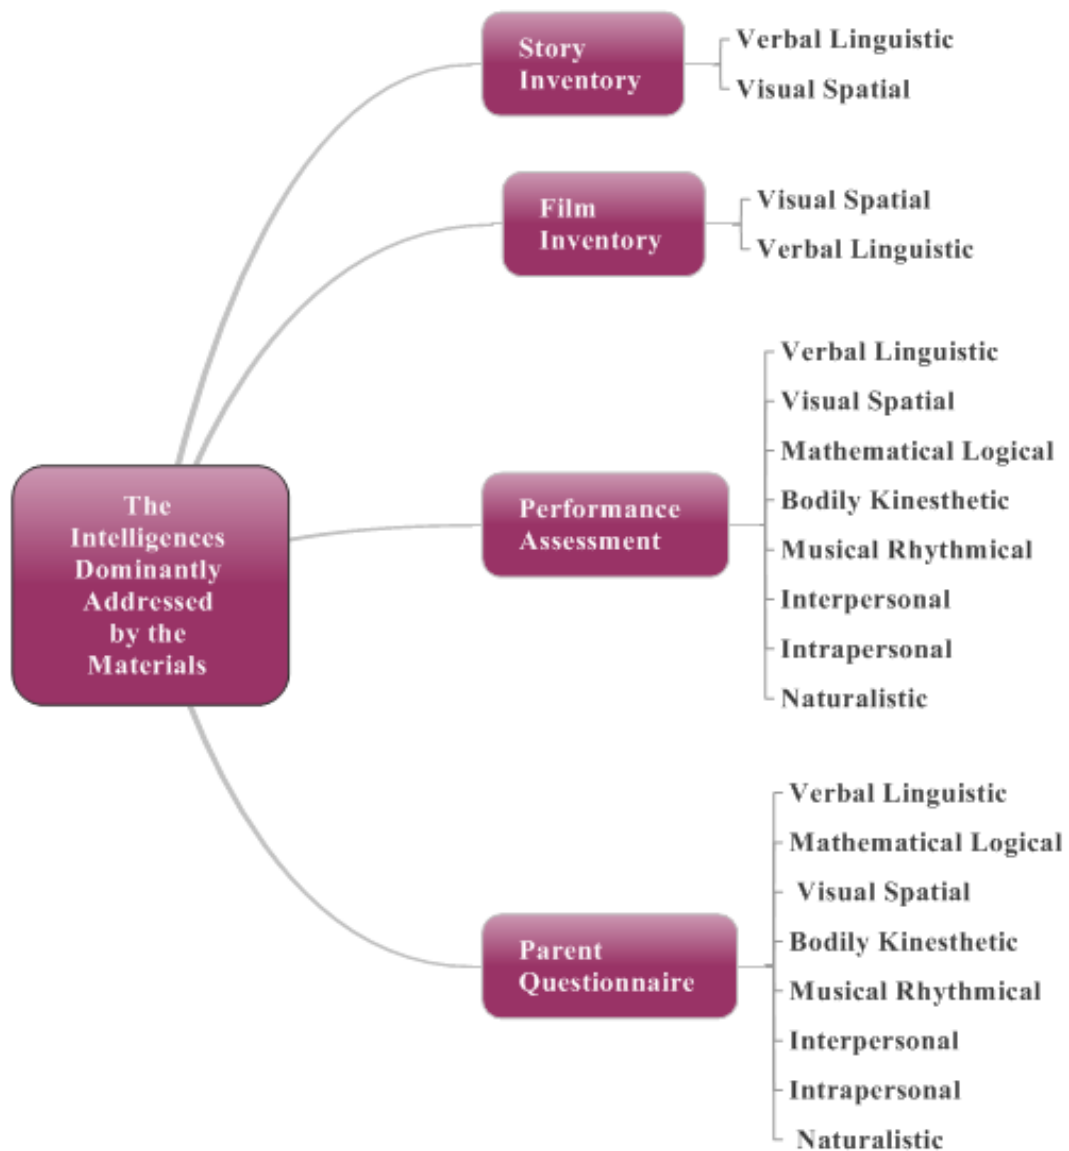 Story
Inventory
Verbal Linguistic
Visual Spatial
Film
Inventory
Visual Spatial
Verbal Linguistic
The
Intelligences
Dominantly
Addressed
by the
Materials
Performance
Assessment
Verbal Linguistic
Visual Spatial
Mathematical Logical
Bodily Kinesthetic
Musical Rhythmical
Interpersonal
Intrapersonal
Naturalistic
Parent
Questionnaire
Verbal Linguistic
Mathematical Logical
Visual Spatial
Bodily Kinesthetic
Musical Rhythmical
Interpersonal
Intrapersonal
Naturalistic